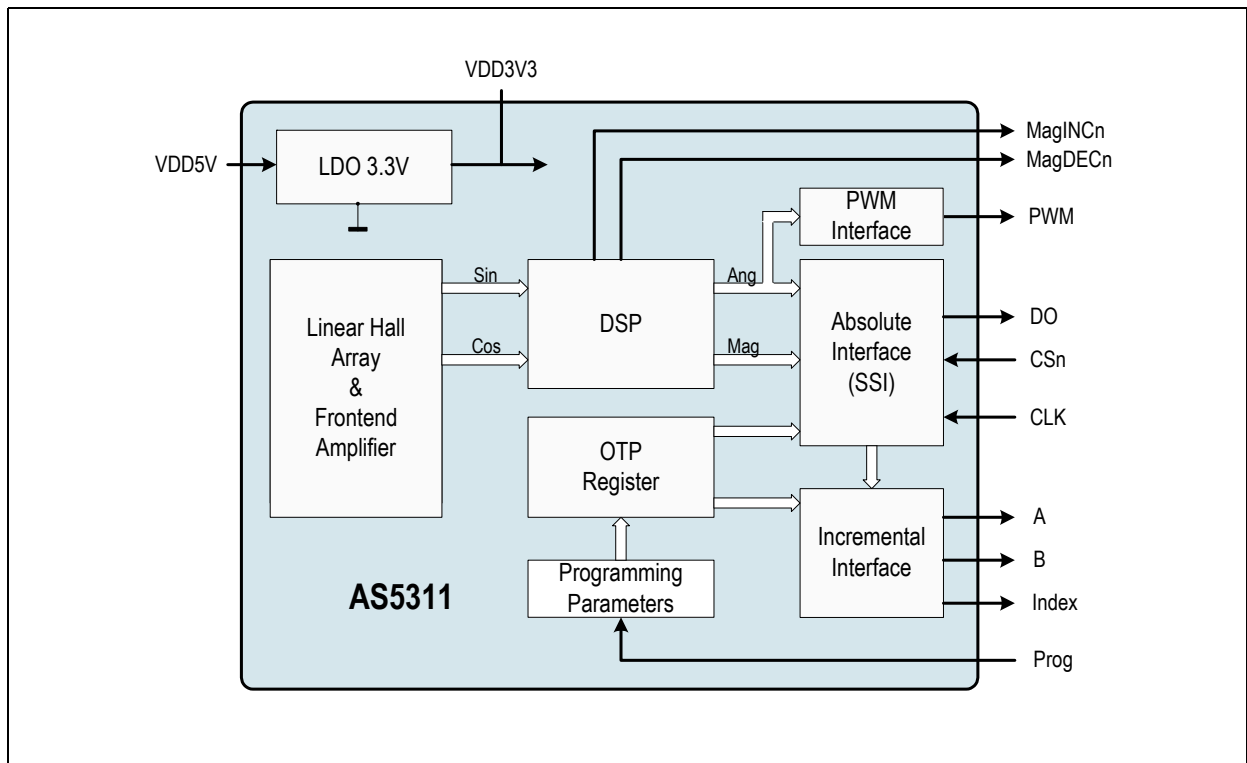 VDD3V3
MagINCn
MagDECn
VDD5V
LDO 3.3V
PWM
Interface
PWM
Sin
Ang
Linear Hall
Array
&
Frontend
Amplifier
DSP
Absolute
Interface
(SSI)
DO
Cos
Mag
CSn
CLK
OTP
Register
Incremental
Interface
A
B
Index
Programming
Parameters
AS5311
Prog